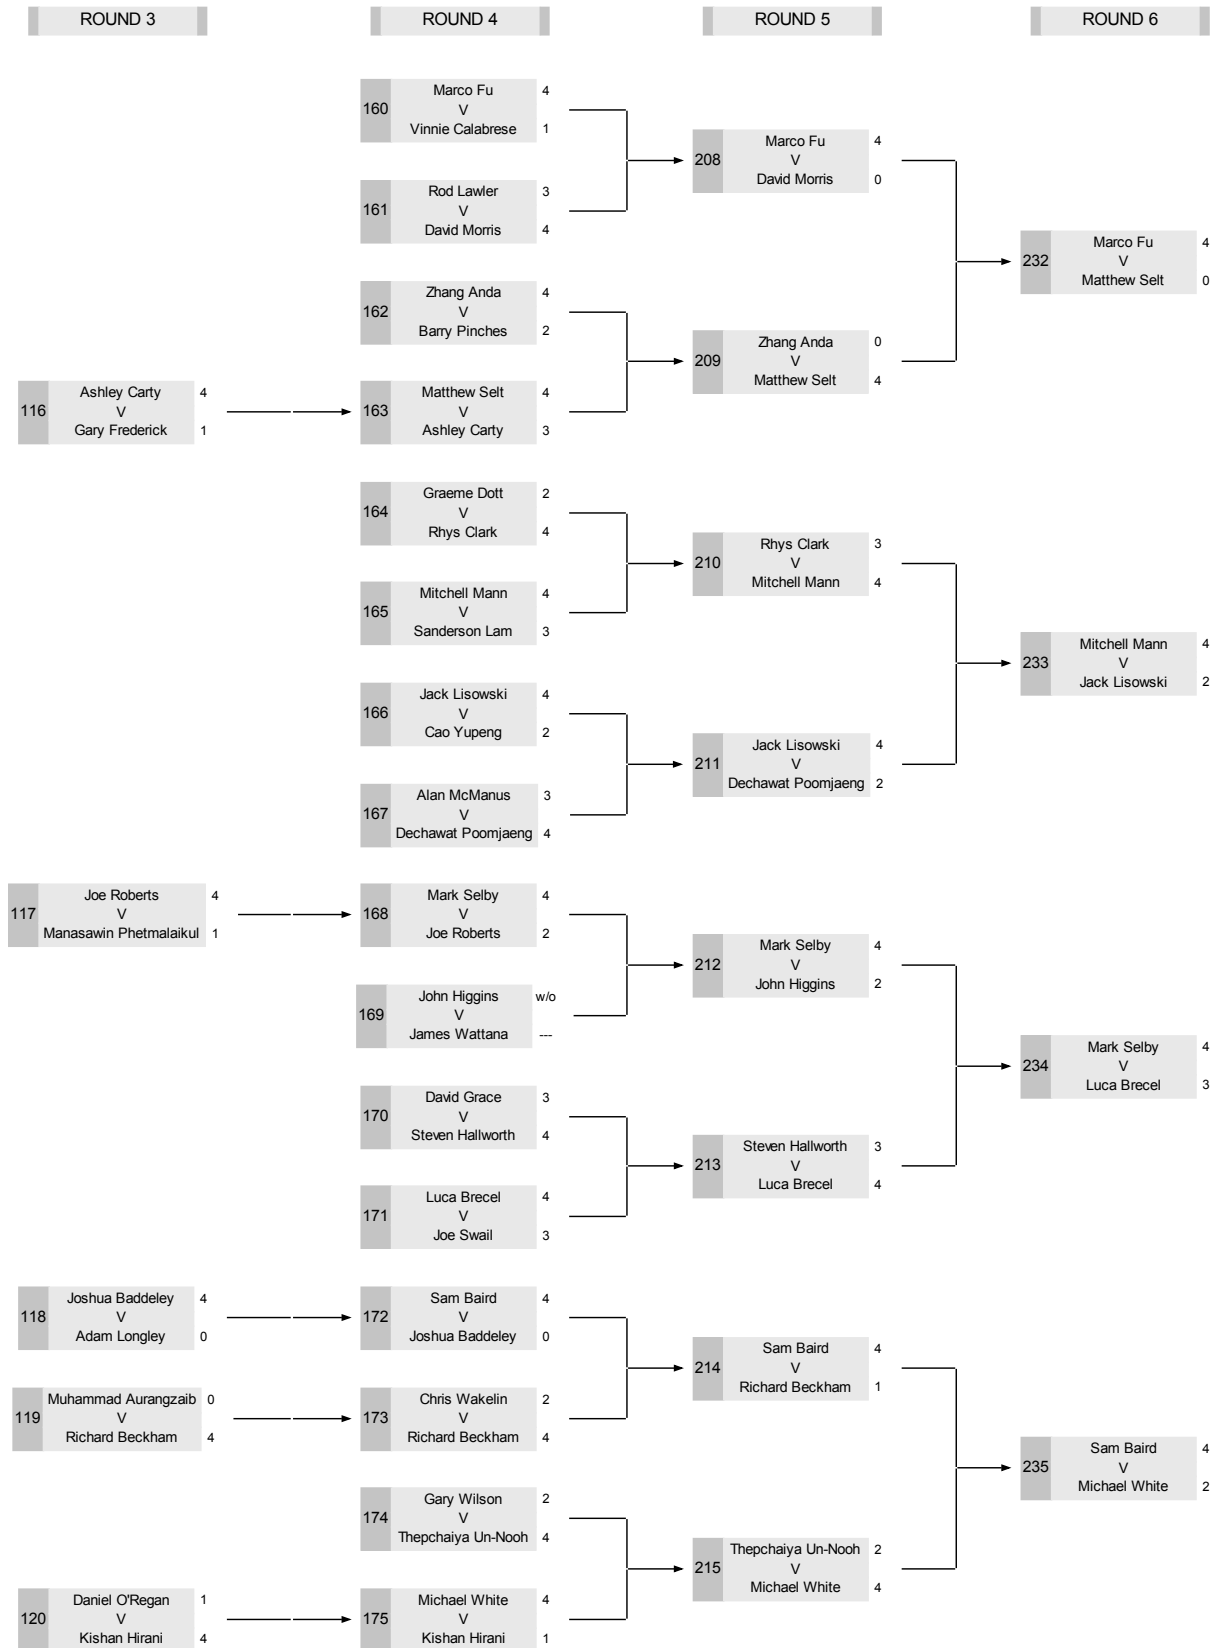 ROUND 3
ROUND 4
ROUND 5
ROUND 6
116
Ashley Carty 4
V
Gary Frederick 1
117
Joe Roberts 4
V
Manasawin Phetmalaikul 1
118
Joshua Baddeley 4
V
Adam Longley 0
119
Muhammad Aurangzaib 0
V
Richard Beckham 4
120
Daniel O'Regan 1
V
Kishan Hirani 4
160
Marco Fu 4
V
Vinnie Calabrese 1
161
Rod Lawler 3
V
David Morris 4
162
Zhang Anda 4
V
Barry Pinches 2
163
Matthew Selt 4
V
Ashley Carty 3
164
Graeme Dott 2
V
Rhys Clark 4
165
Mitchell Mann 4
V
Sanderson Lam 3
166
Jack Lisowski 4
V
Cao Yupeng 2
167
Alan McManus 3
V
Dechawat Poomjaeng 4
168
Mark Selby 4
V
Joe Roberts 2
169
John Higgins w/o
V
James Wattana ---
170
David Grace 3
V
Steven Hallworth 4
171
Luca Brecel 4
V
Joe Swail 3
172
Sam Baird 4
V
Joshua Baddeley 0
173
Chris Wakelin 2
V
Richard Beckham 4
174
Gary Wilson 2
V
Thepchaiya Un-Nooh 4
175
Michael White 4
V
Kishan Hirani 1
208
Marco Fu 4
V
David Morris 0
209
Zhang Anda 0
V
Matthew Selt 4
210
Rhys Clark 3
V
Mitchell Mann 4
211
Jack Lisowski 4
V
Dechawat Poomjaeng 2
212
Mark Selby 4
V
John Higgins 2
213
Steven Hallworth 3
V
Luca Brecel 4
214
Sam Baird 4
V
Richard Beckham 1
215
Thepchaiya Un-Nooh 2
V
Michael White 4
232
Marco Fu 4
V
Matthew Selt 0
233
Mitchell Mann 4
V
Jack Lisowski 2
234
Mark Selby 4
V
Luca Brecel 3
235
Sam Baird 4
V
Michael White 2